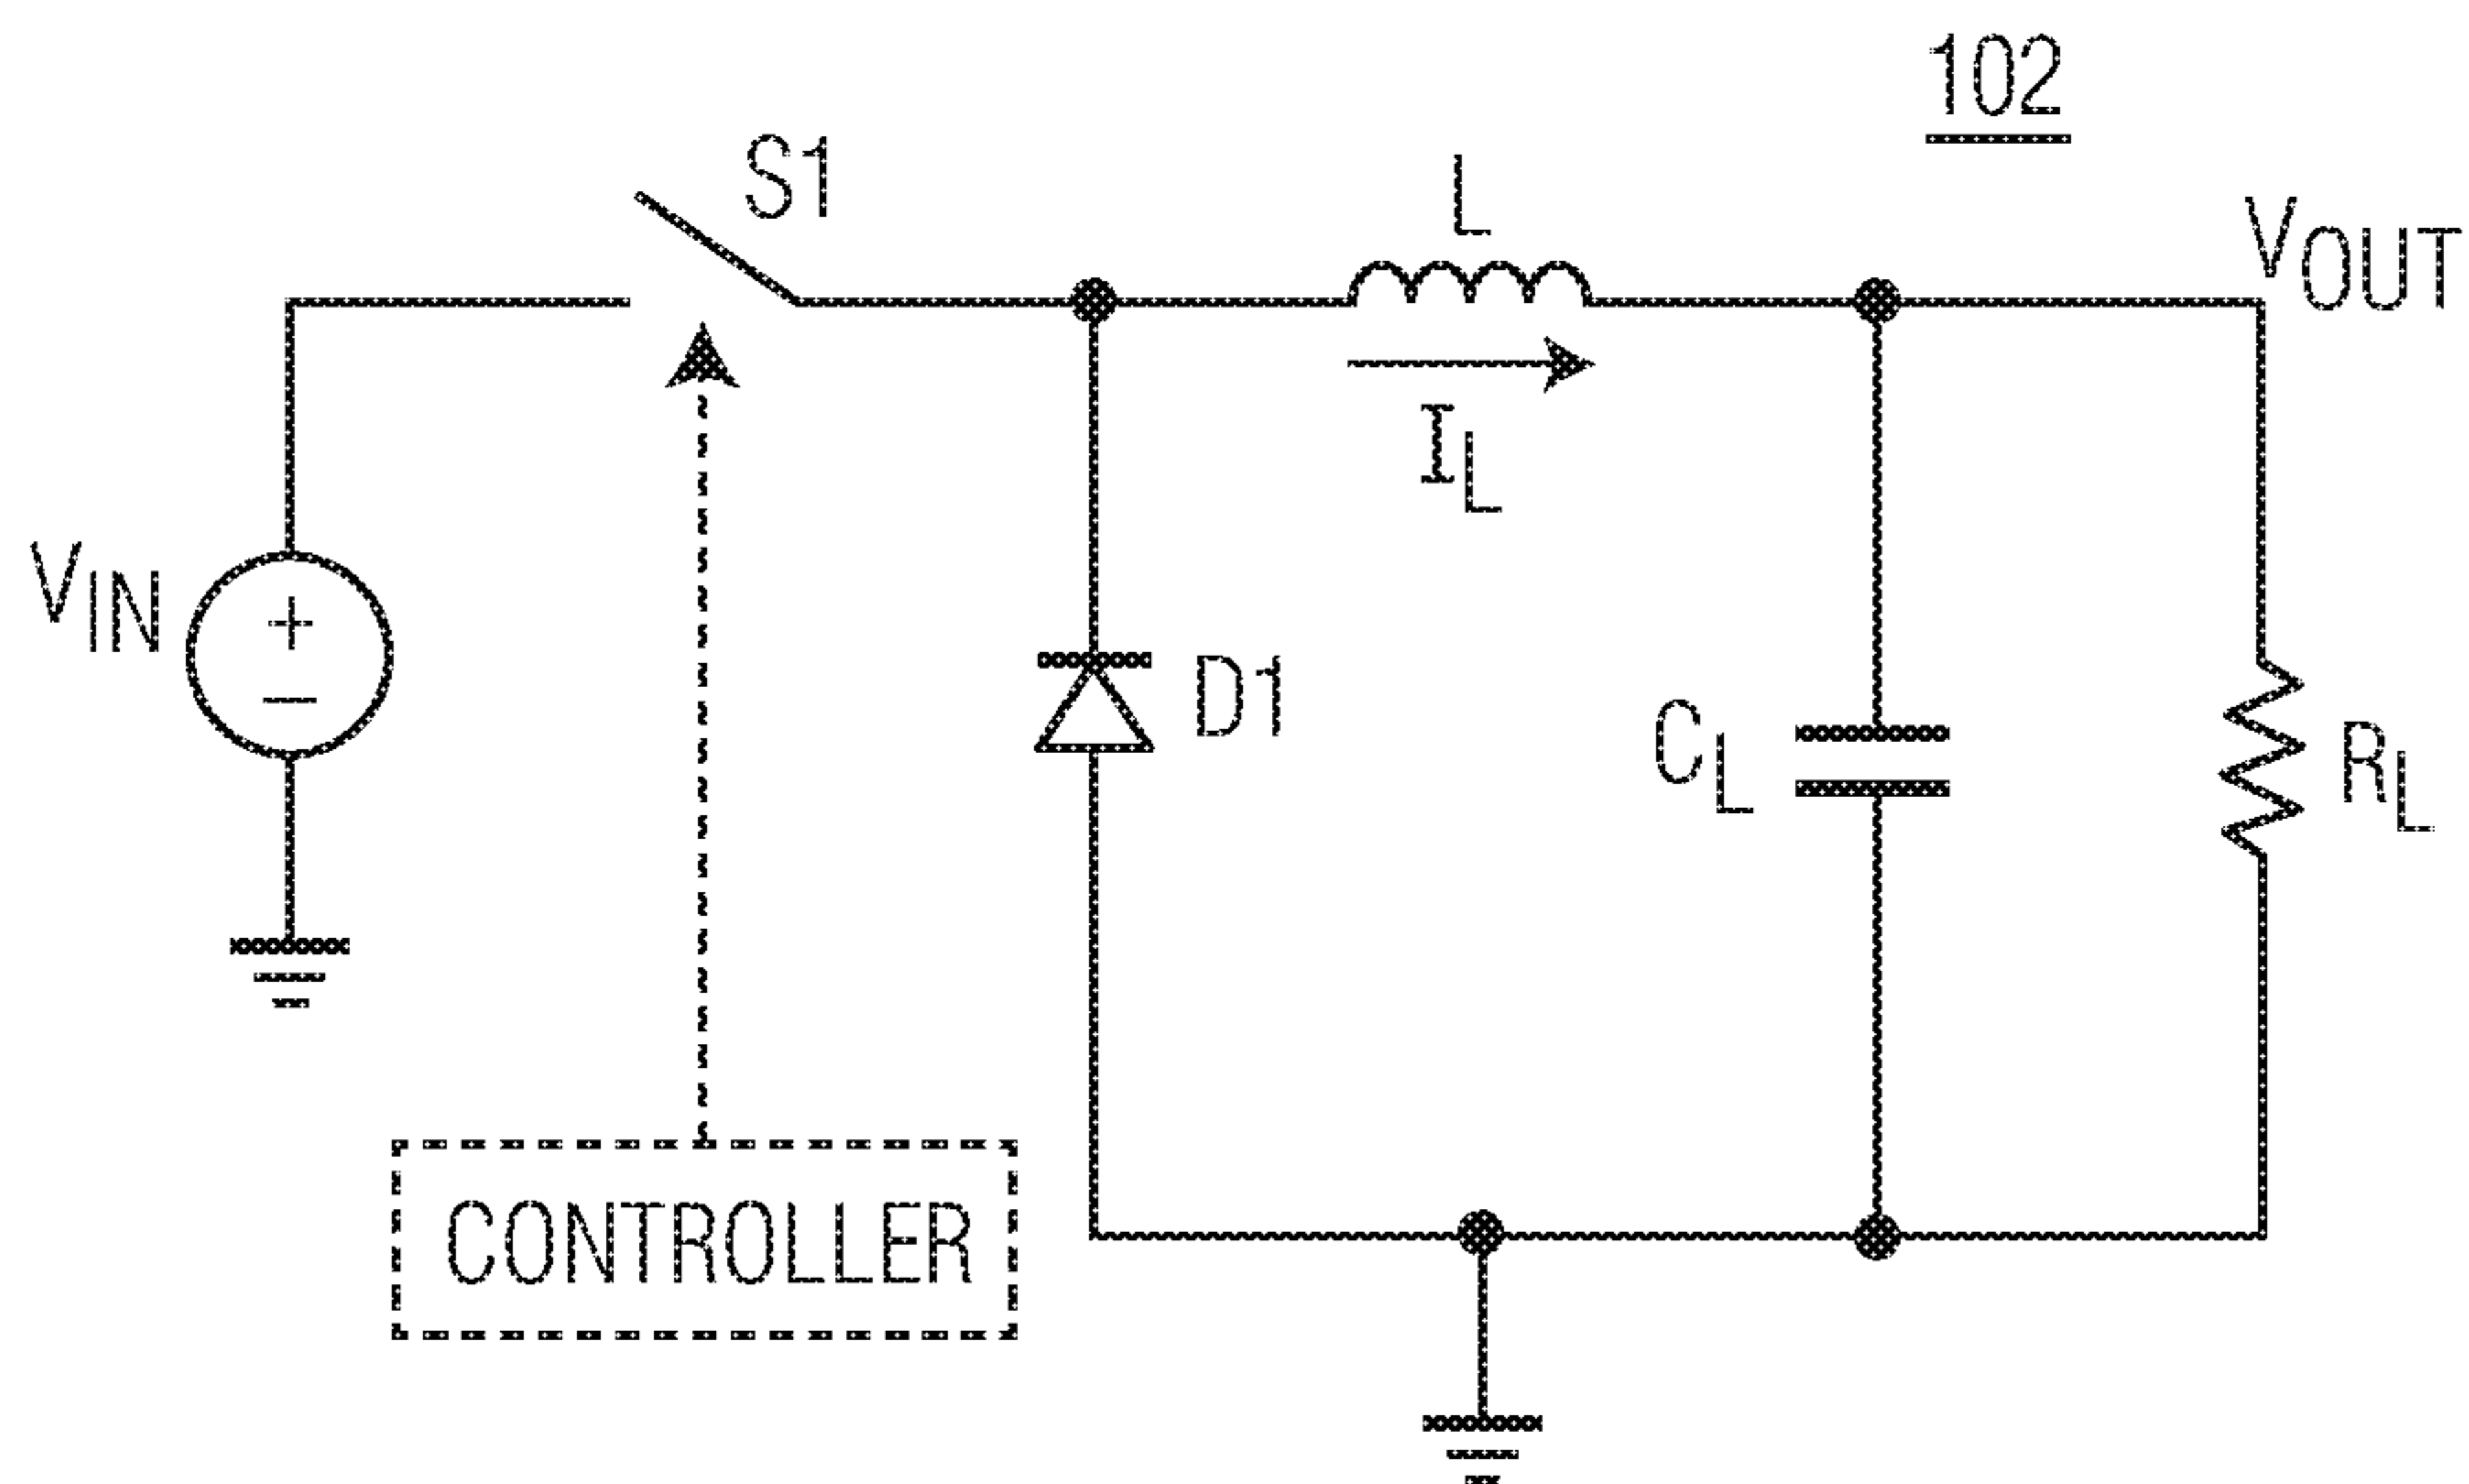 102
S1
L
VOUT
IL
VIN
+
−
D1
CL
RL
CONTROLLER